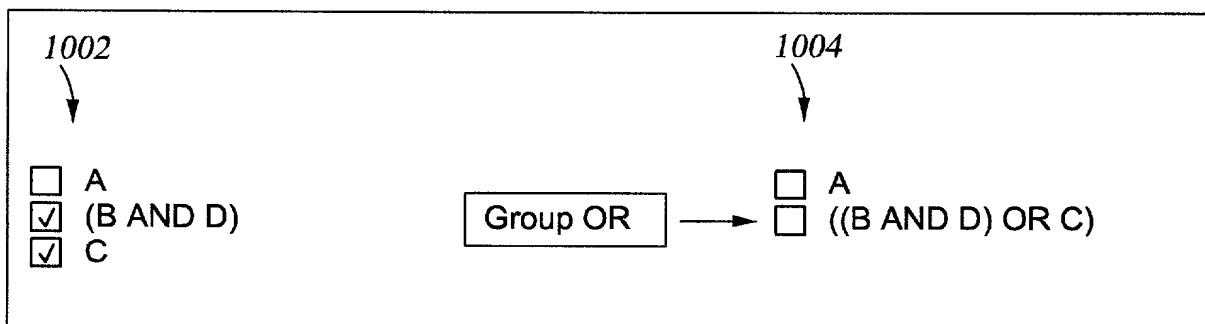 1002
1004
A
(B AND D)
C
Group OR
A
((B AND D) OR C)